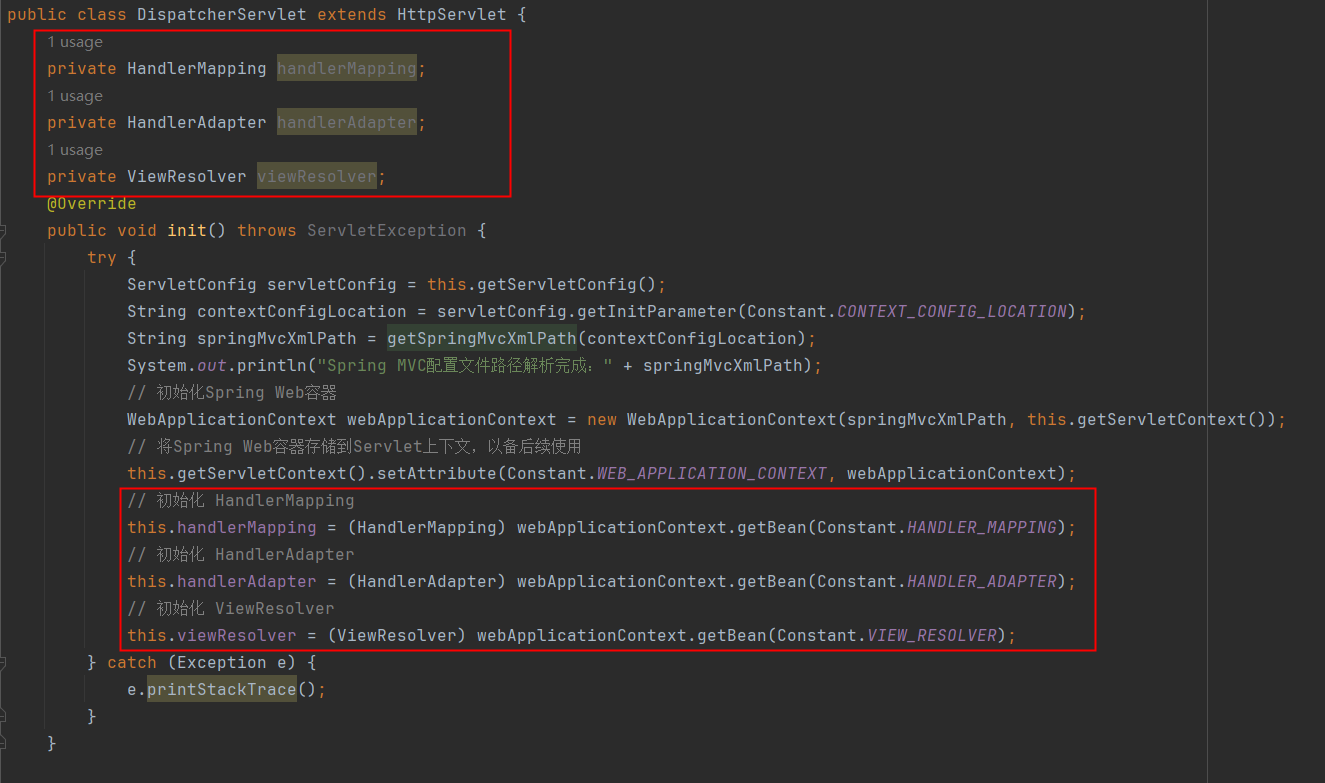 public class DispatcherServlet extends HttpServlet {
1 usage
private HandlerMapping handlerMapping;
1 usage
private HandlerAdapter handlerAdapter;
1 usage
private ViewResolver viewResolver;
@Override
public void init() throws ServletException {
try {
ServletConfig servletConfig = this.getServletConfig();
String contextConfigLocation = servletConfig.getInitParameter(Constant.CONTEXT_CONFIG_LOCATION);
String springMvcXmlPath = getSpringMvcXmlPath(contextConfigLocation);
System.out.println("Spring MVC配置文件路径解析完成：" + springMvcXmlPath);
// 初始化Spring Web容器
WebApplicationContext webApplicationContext = new WebApplicationContext(springMvcXmlPath, this.getServletContext());
// 将Spring Web容器存储到Servlet上下文，以备后续使用
this.getServletContext().setAttribute(Constant.WEB_APPLICATION_CONTEXT, webApplicationContext);
// 初始化 HandlerMapping
this.handlerMapping = (HandlerMapping) webApplicationContext.getBean(Constant.HANDLER_MAPPING);
// 初始化 HandlerAdapter
this.handlerAdapter = (HandlerAdapter) webApplicationContext.getBean(Constant.HANDLER_ADAPTER);
// 初始化 ViewResolver
this.viewResolver = (ViewResolver) webApplicationContext.getBean(Constant.VIEW_RESOLVER);
} catch (Exception e) {
e.printStackTrace();
}
}